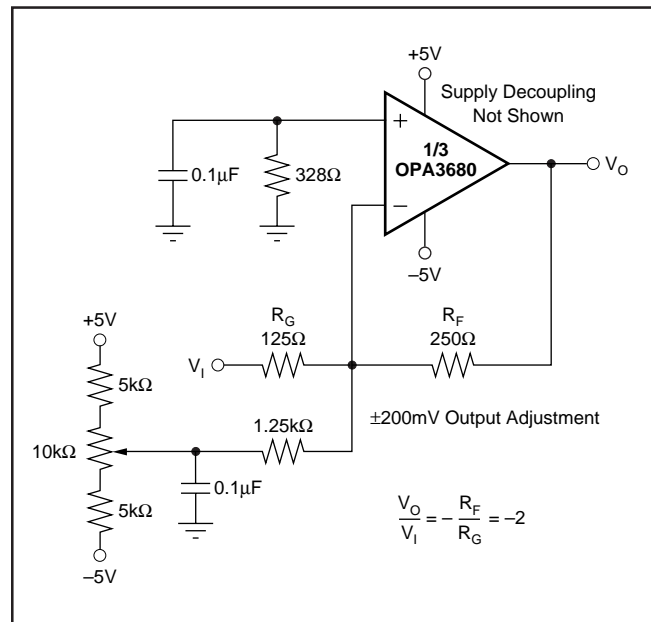 +5V
Supply Decoupling
Not Shown
+
1/3
OPA3680
−
V_O
0.1µF
328Ω
−5V
R_G
125Ω
R_F
250Ω
+5V
V_I
5kΩ
1.25kΩ
±200mV Output Adjustment
10kΩ
0.1µF
5kΩ
V_O/V_I = − R_F/R_G = −2
−5V